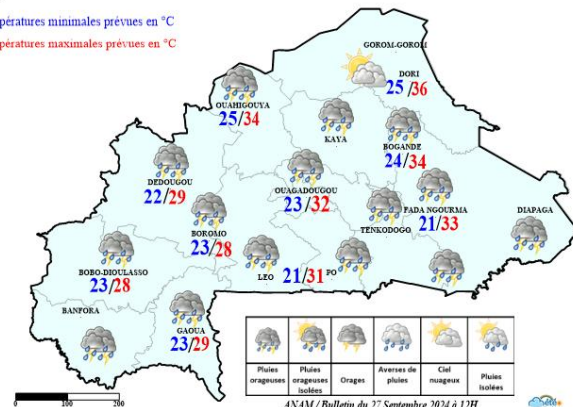 pératures minimales prévues en °C
pératures maximales prévues en °C
GOROM-GOROM
DORI
25/36
OUAHIGOUYA
25/34
KAYA
BOGANDE
24/34
DEDOUGOU
22/29
OUAGADOUGOU
23/32
FADA NGOURMA
21/33
TENKODOGO
DIAPAGA
BOROMO
23/28
BOBO-DIOULASSO
23/28
LEO
21/31
PO
BANFORA
GAOUA
23/29
Pluies orageuses
Pluies orageuses isolées
Orages
Averses de pluies
Ciel nuageux
Pluies isolées
0 100 200
ANAM / Bulletin du 27 Septembre 2024 à 12H